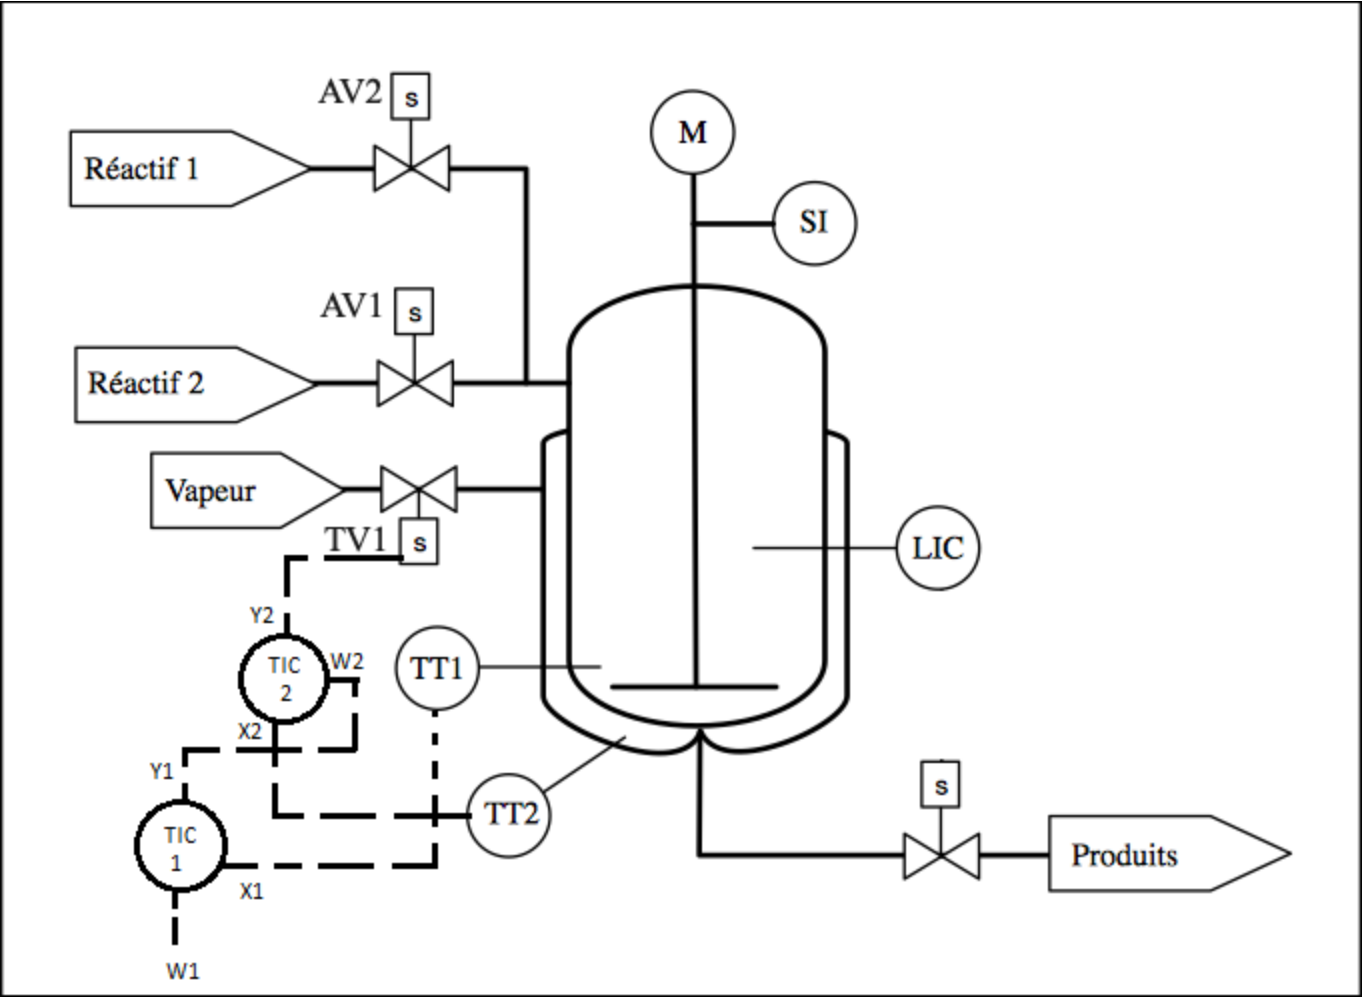 AV2
s
M
Réactif 1
SI
AV1
s
Réactif 2
Vapeur
TV1
s
LIC
Y2
TIC
2
W2
TT1
X2
Y1
s
TT2
TIC
1
Produits
X1
W1